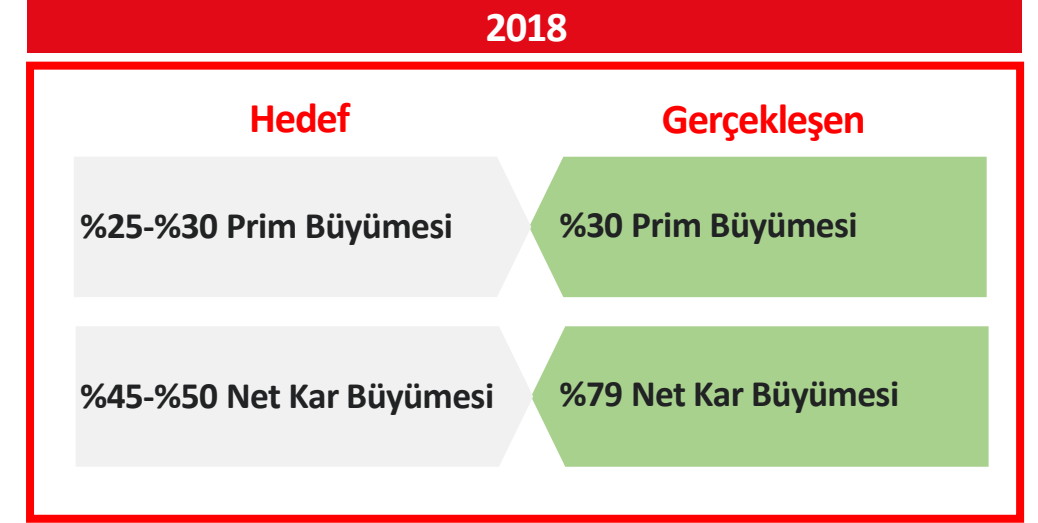 2018
Hedef
Gerçekleşen
%25-%30 Prim Büyümesi
%30 Prim Büyümesi
%45-%50 Net Kar Büyümesi
%79 Net Kar Büyümesi